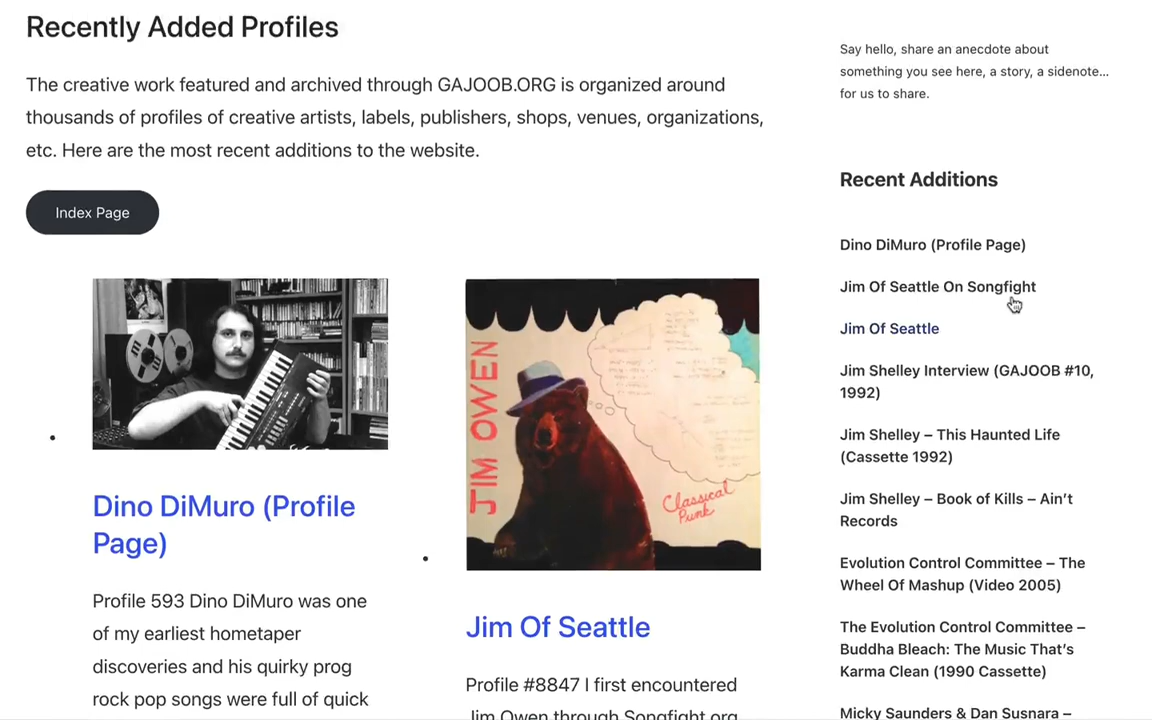 Recently Added Profiles
The creative work featured and archived through GAJOOB.ORG is organized around
thousands of profiles of creative artists, labels, publishers, shops, venues, organizations,
etc. Here are the most recent additions to the website.
Index Page
JIM OWEN
Classical
Punk
Dino DiMuro (Profile
Page)
Profile 593 Dino DiMuro was one
of my earliest hometaper
discoveries and his quirky prog
rock pop songs were full of quick
Jim Of Seattle
Profile #8847 I first encountered
Jim Owen through Songfight.org
Say hello, share an anecdote about
something you see here, a story, a sidenote...
for us to share.
Recent Additions
Dino DiMuro (Profile Page)
Jim Of Seattle On Songfight
Jim Of Seattle
Jim Shelley Interview (GAJOOB #10,
1992)
Jim Shelley – This Haunted Life
(Cassette 1992)
Jim Shelley – Book of Kills – Ain’t
Records
Evolution Control Committee – The
Wheel Of Mashup (Video 2005)
The Evolution Control Committee –
Buddha Bleach: The Music That’s
Karma Clean (1990 Cassette)
Micky Saunders & Dan Susnara –